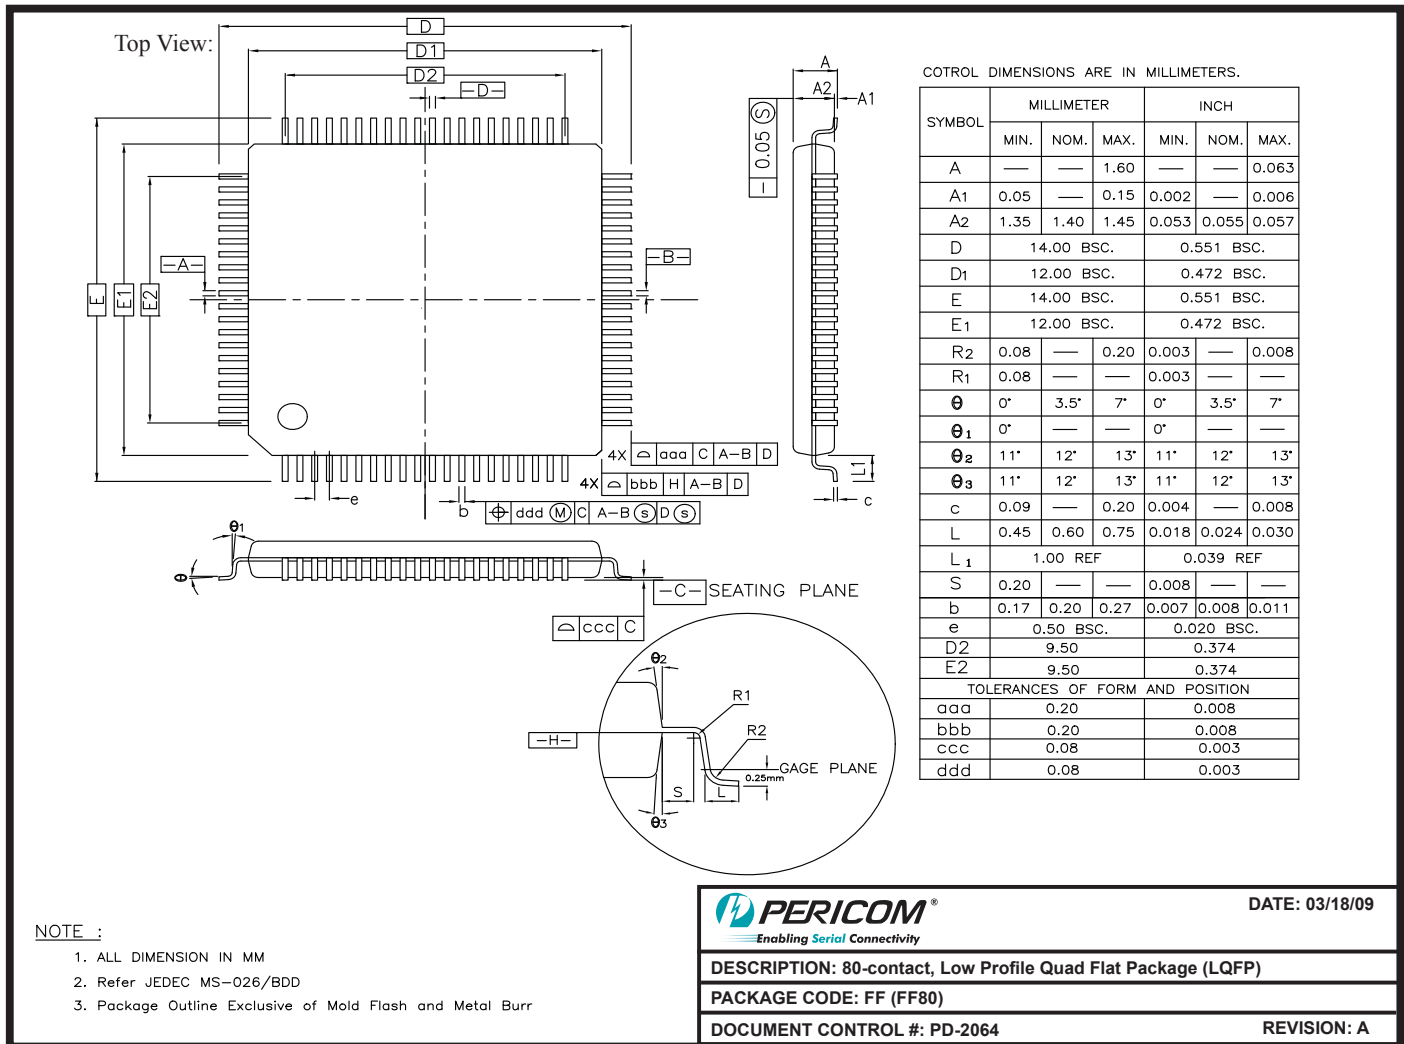 Top View:
D
D1
D2
-D-
E
E1
E2
-A-
-B-
A
A2
A1
- 0.05 Ⓢ
4X ⌓ aaa C A-B D
4X ⌓ bbb H A-B D
e
b
⌖ ddd Ⓜ C A-B Ⓢ D Ⓢ
L1
c
θ1
θ
-C- SEATING PLANE
⌓ ccc C
θ2
R1
R2
-H-
GAGE PLANE
0.25mm
S
L
θ3
COTROL DIMENSIONS ARE IN MILLIMETERS.
SYMBOL MILLIMETER INCH
MIN. NOM. MAX. MIN. NOM. MAX.
A — — 1.60 — — 0.063
A1 0.05 — 0.15 0.002 — 0.006
A2 1.35 1.40 1.45 0.053 0.055 0.057
D 14.00 BSC. 0.551 BSC.
D1 12.00 BSC. 0.472 BSC.
E 14.00 BSC. 0.551 BSC.
E1 12.00 BSC. 0.472 BSC.
R2 0.08 — 0.20 0.003 — 0.008
R1 0.08 — — 0.003 — —
θ 0° 3.5° 7° 0° 3.5° 7°
θ1 0° — — 0° — —
θ2 11° 12° 13° 11° 12° 13°
θ3 11° 12° 13° 11° 12° 13°
c 0.09 — 0.20 0.004 — 0.008
L 0.45 0.60 0.75 0.018 0.024 0.030
L1 1.00 REF 0.039 REF
S 0.20 — — 0.008 — —
b 0.17 0.20 0.27 0.007 0.008 0.011
e 0.50 BSC. 0.020 BSC.
D2 9.50 0.374
E2 9.50 0.374
TOLERANCES OF FORM AND POSITION
aaa 0.20 0.008
bbb 0.20 0.008
ccc 0.08 0.003
ddd 0.08 0.003
NOTE :
1. ALL DIMENSION IN MM
2. Refer JEDEC MS-026/BDD
3. Package Outline Exclusive of Mold Flash and Metal Burr
PERICOM®
Enabling Serial Connectivity
DATE: 03/18/09
DESCRIPTION: 80-contact, Low Profile Quad Flat Package (LQFP)
PACKAGE CODE: FF (FF80)
DOCUMENT CONTROL #: PD-2064 REVISION: A